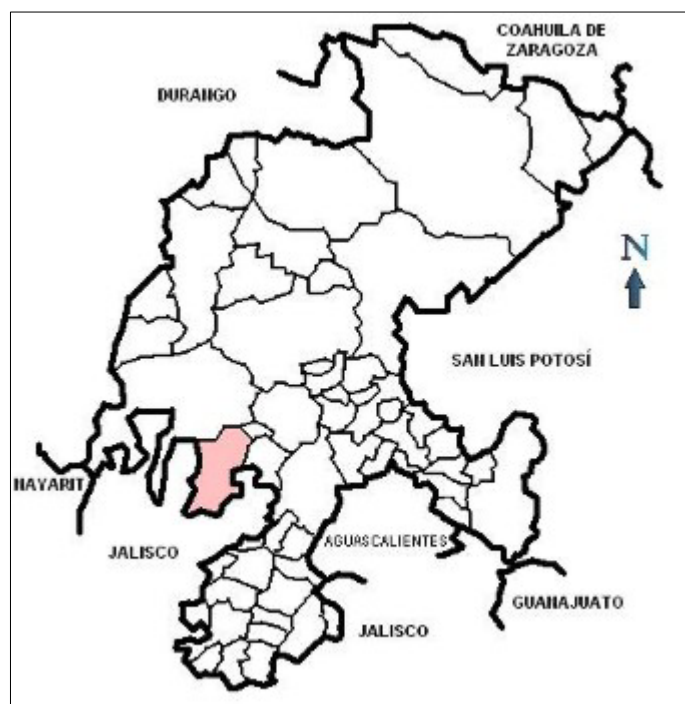 COAHUILA DE
ZARAGOZA
DURANGO
N
SAN LUIS POTOSÍ
NAYARIT
JALISCO
AGUASCALIENTES
GUANAJUATO
JALISCO